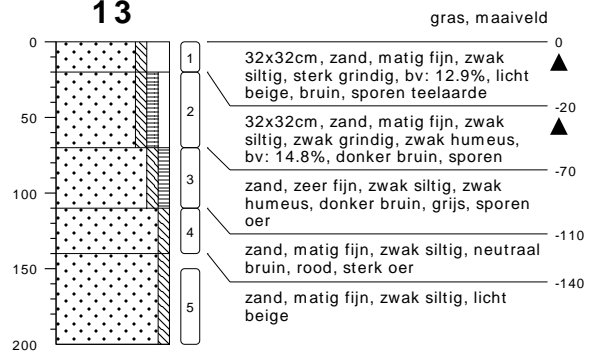 13
gras, maaiveld
0
50
100
150
200
1
2
3
4
5
0
32x32cm, zand, matig fijn, zwak
siltig, sterk grindig, bv: 12.9%, licht
beige, bruin, sporen teelaarde
-20
32x32cm, zand, matig fijn, zwak
siltig, zwak grindig, zwak humeus,
bv: 14.8%, donker bruin, sporen
-70
zand, zeer fijn, zwak siltig, zwak
humeus, donker bruin, grijs, sporen
oer
-110
zand, matig fijn, zwak siltig, neutraal
bruin, rood, sterk oer
-140
zand, matig fijn, zwak siltig, licht
beige